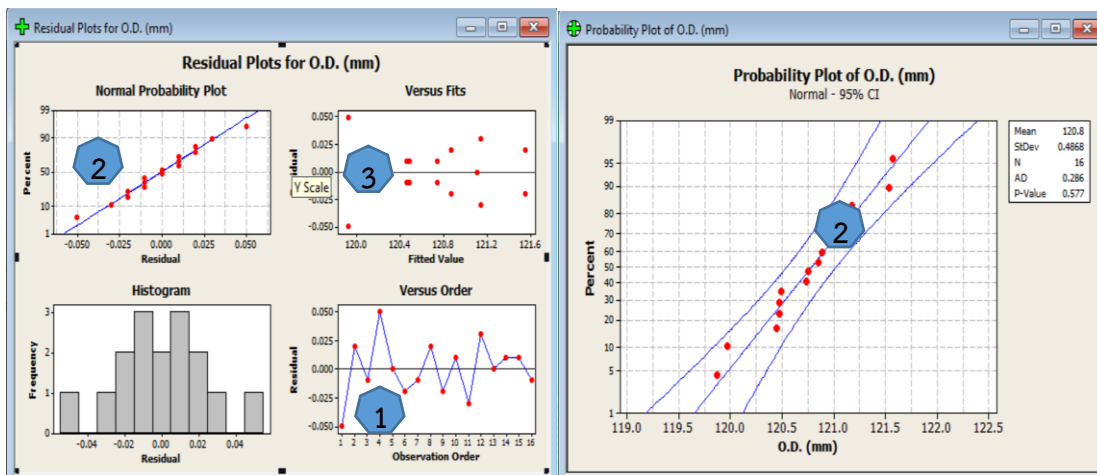 Residual Plots for O.D. (mm)
Residual Plots for O.D. (mm)
Normal Probability Plot
99
90
50
10
1
Percent
-0.050 -0.025 0.000 0.025 0.050
Residual
2
Versus Fits
0.050
0.025
0.000
-0.050
Residual
Y Scale
3
120.0 120.4 120.8 121.2 121.6
Fitted Value
Histogram
3
2
1
0
Frequency
-0.04 -0.02 0.00 0.02 0.04
Residual
Versus Order
0.050
0.025
0.000
-0.025
-0.050
Residual
1
1 2 3 4 5 6 7 8 9 10 11 12 13 14 15 16
Observation Order
Probability Plot of O.D. (mm)
Probability Plot of O.D. (mm)
Normal - 95% CI
99
95
90
80
70
60
50
40
30
20
10
5
1
Percent
2
119.0 119.5 120.0 120.5 121.0 121.5 122.0 122.5
O.D. (mm)
Mean 120.8
StDev 0.4868
N 16
AD 0.286
P-Value 0.577